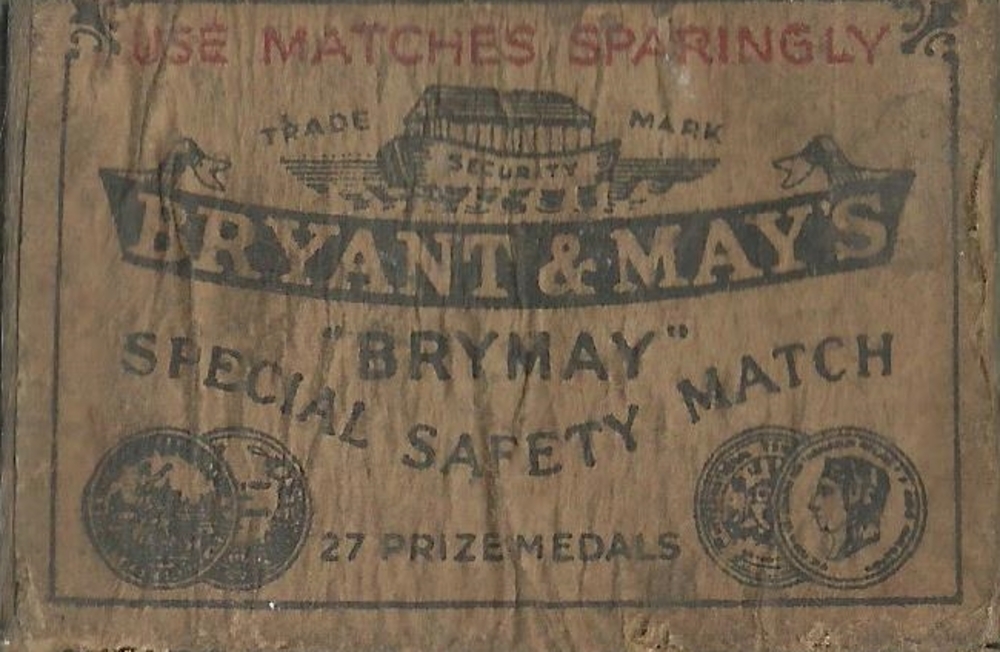 USE MATCHES SPARINGLY
TRADE MARK
SECURITY
BRYANT & MAY'S
"BRYMAY"
SPECIAL SAFETY MATCH
27 PRIZE MEDALS